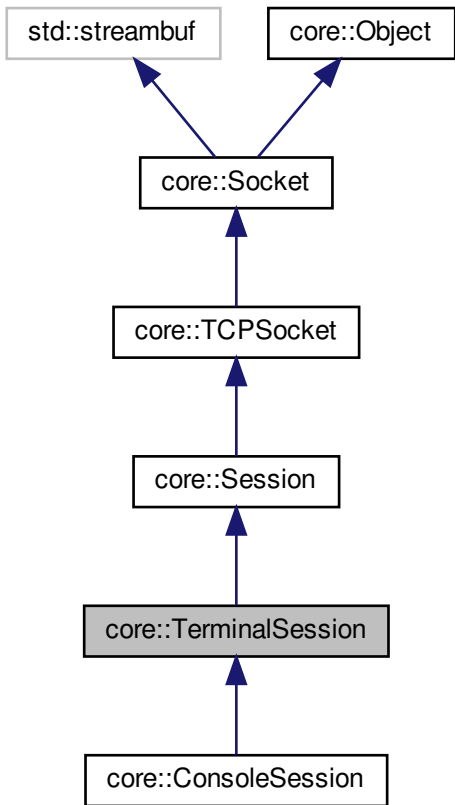 std::streambuf
core::Object
core::Socket
core::TCPSocket
core::Session
core::TerminalSession
core::ConsoleSession